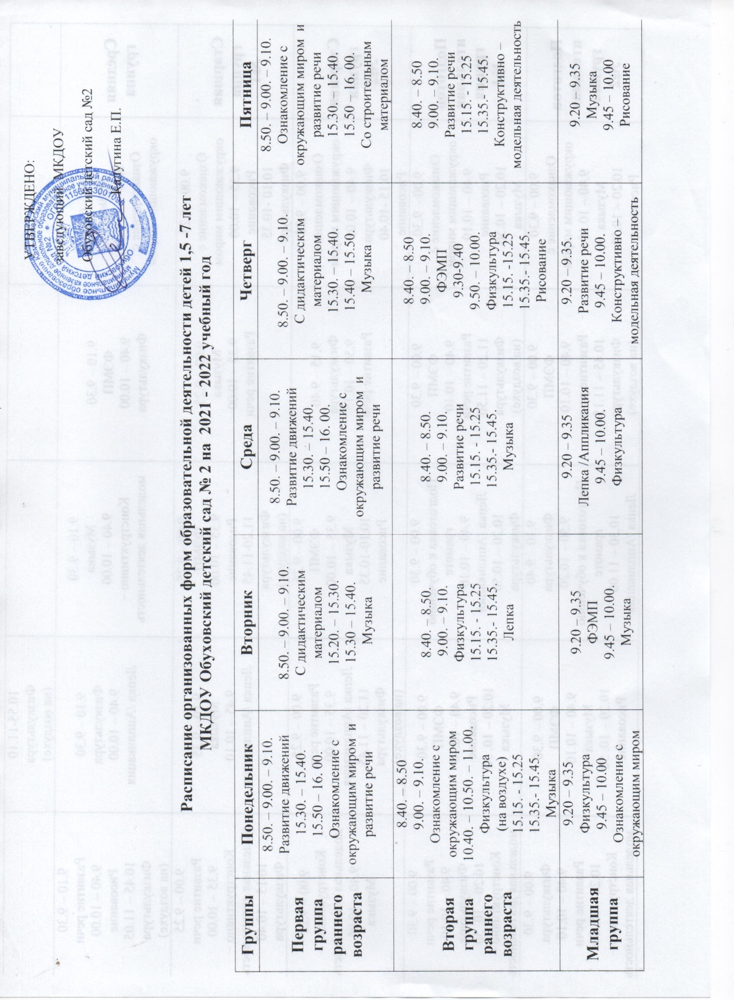 УТВЕРЖДЕНО:
заведующий МКДОУ
Обуховский детский сад №2
Калугина Е.П.
Расписание организованных форм образовательной деятельности детей 1,5 -7 лет
МКДОУ Обуховский детский сад № 2 на 2021 - 2022 учебный год
Группы Понедельник Вторник Среда Четверг Пятница
Первая
группа
раннего
возраста
8.50. – 9.00. – 9.10.
Развитие движений
15.30. – 15.40.
15.50 – 16. 00.
Ознакомление с
окружающим миром и
развитие речи
8.50. – 9.00. – 9.10.
С дидактическим
материалом
15.20. – 15.30.
15.30 – 15.40.
Музыка
8.50. – 9.00. – 9.10.
Развитие движений
15.30. – 15.40.
15.50 – 16. 00.
Ознакомление с
окружающим миром и
развитие речи
8.50. – 9.00. – 9.10.
С дидактическим
материалом
15.30. – 15.40.
15.40 – 15.50.
Музыка
8.50. – 9.00. – 9.10.
Ознакомление с
окружающим миром и
развитие речи
15.30. – 15.40.
15.50 – 16. 00.
Со строительным
материалом
Вторая
группа
раннего
возраста
8.40. – 8.50
9.00. – 9.10.
Ознакомление с
окружающим миром
10.40. – 10.50. – 11.00.
Физкультура
(на воздухе)
15.15. - 15.25
15.35.- 15.45.
Музыка
8.40. – 8.50.
9.00. – 9.10.
Физкультура
15.15. - 15.25
15.35.- 15.45.
Лепка
8.40. – 8.50.
9.00. – 9.10.
Развитие речи
15.15. - 15.25
15.35.- 15.45.
Музыка
8.40. – 8.50
9.00. – 9.10.
ФЭМП
9.30-9.40
9.50. – 10.00.
Физкультура
15.15. -15.25
15.35.- 15.45.
Рисование
8.40. – 8.50
9.00. – 9.10.
Развитие речи
15.15. - 15.25
15.35.- 15.45.
Конструктивно –
модельная деятельность
Младшая
группа
9.20 – 9.35
Физкультура
9.45 – 10.00
Ознакомление с
окружающим миром
9.20 – 9.35
ФЭМП
9.45 – 10.00.
Музыка
9.20 – 9.35
Лепка /Аппликация
9.45 – 10.00.
Физкультура
9.20 – 9.35.
Развитие речи
9.45 – 10.00.
Конструктивно –
модельная деятельность
9.20 – 9.35
Музыка
9.45 – 10.00
Рисование